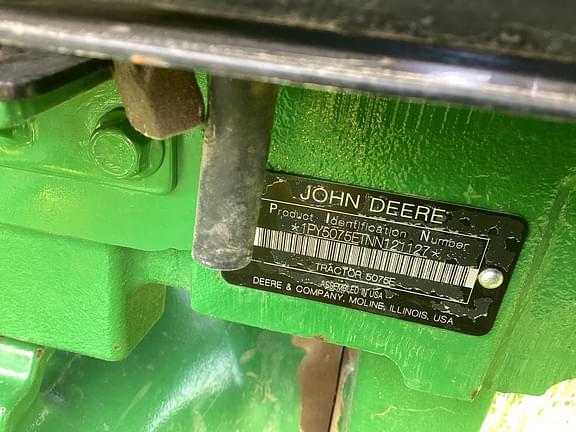 JOHN DEERE
Product Identification Number
*1PY5075ETNN121127*
TRACTOR 5075E
ASSEMBLED IN USA
DEERE & COMPANY, MOLINE, ILLINOIS, USA